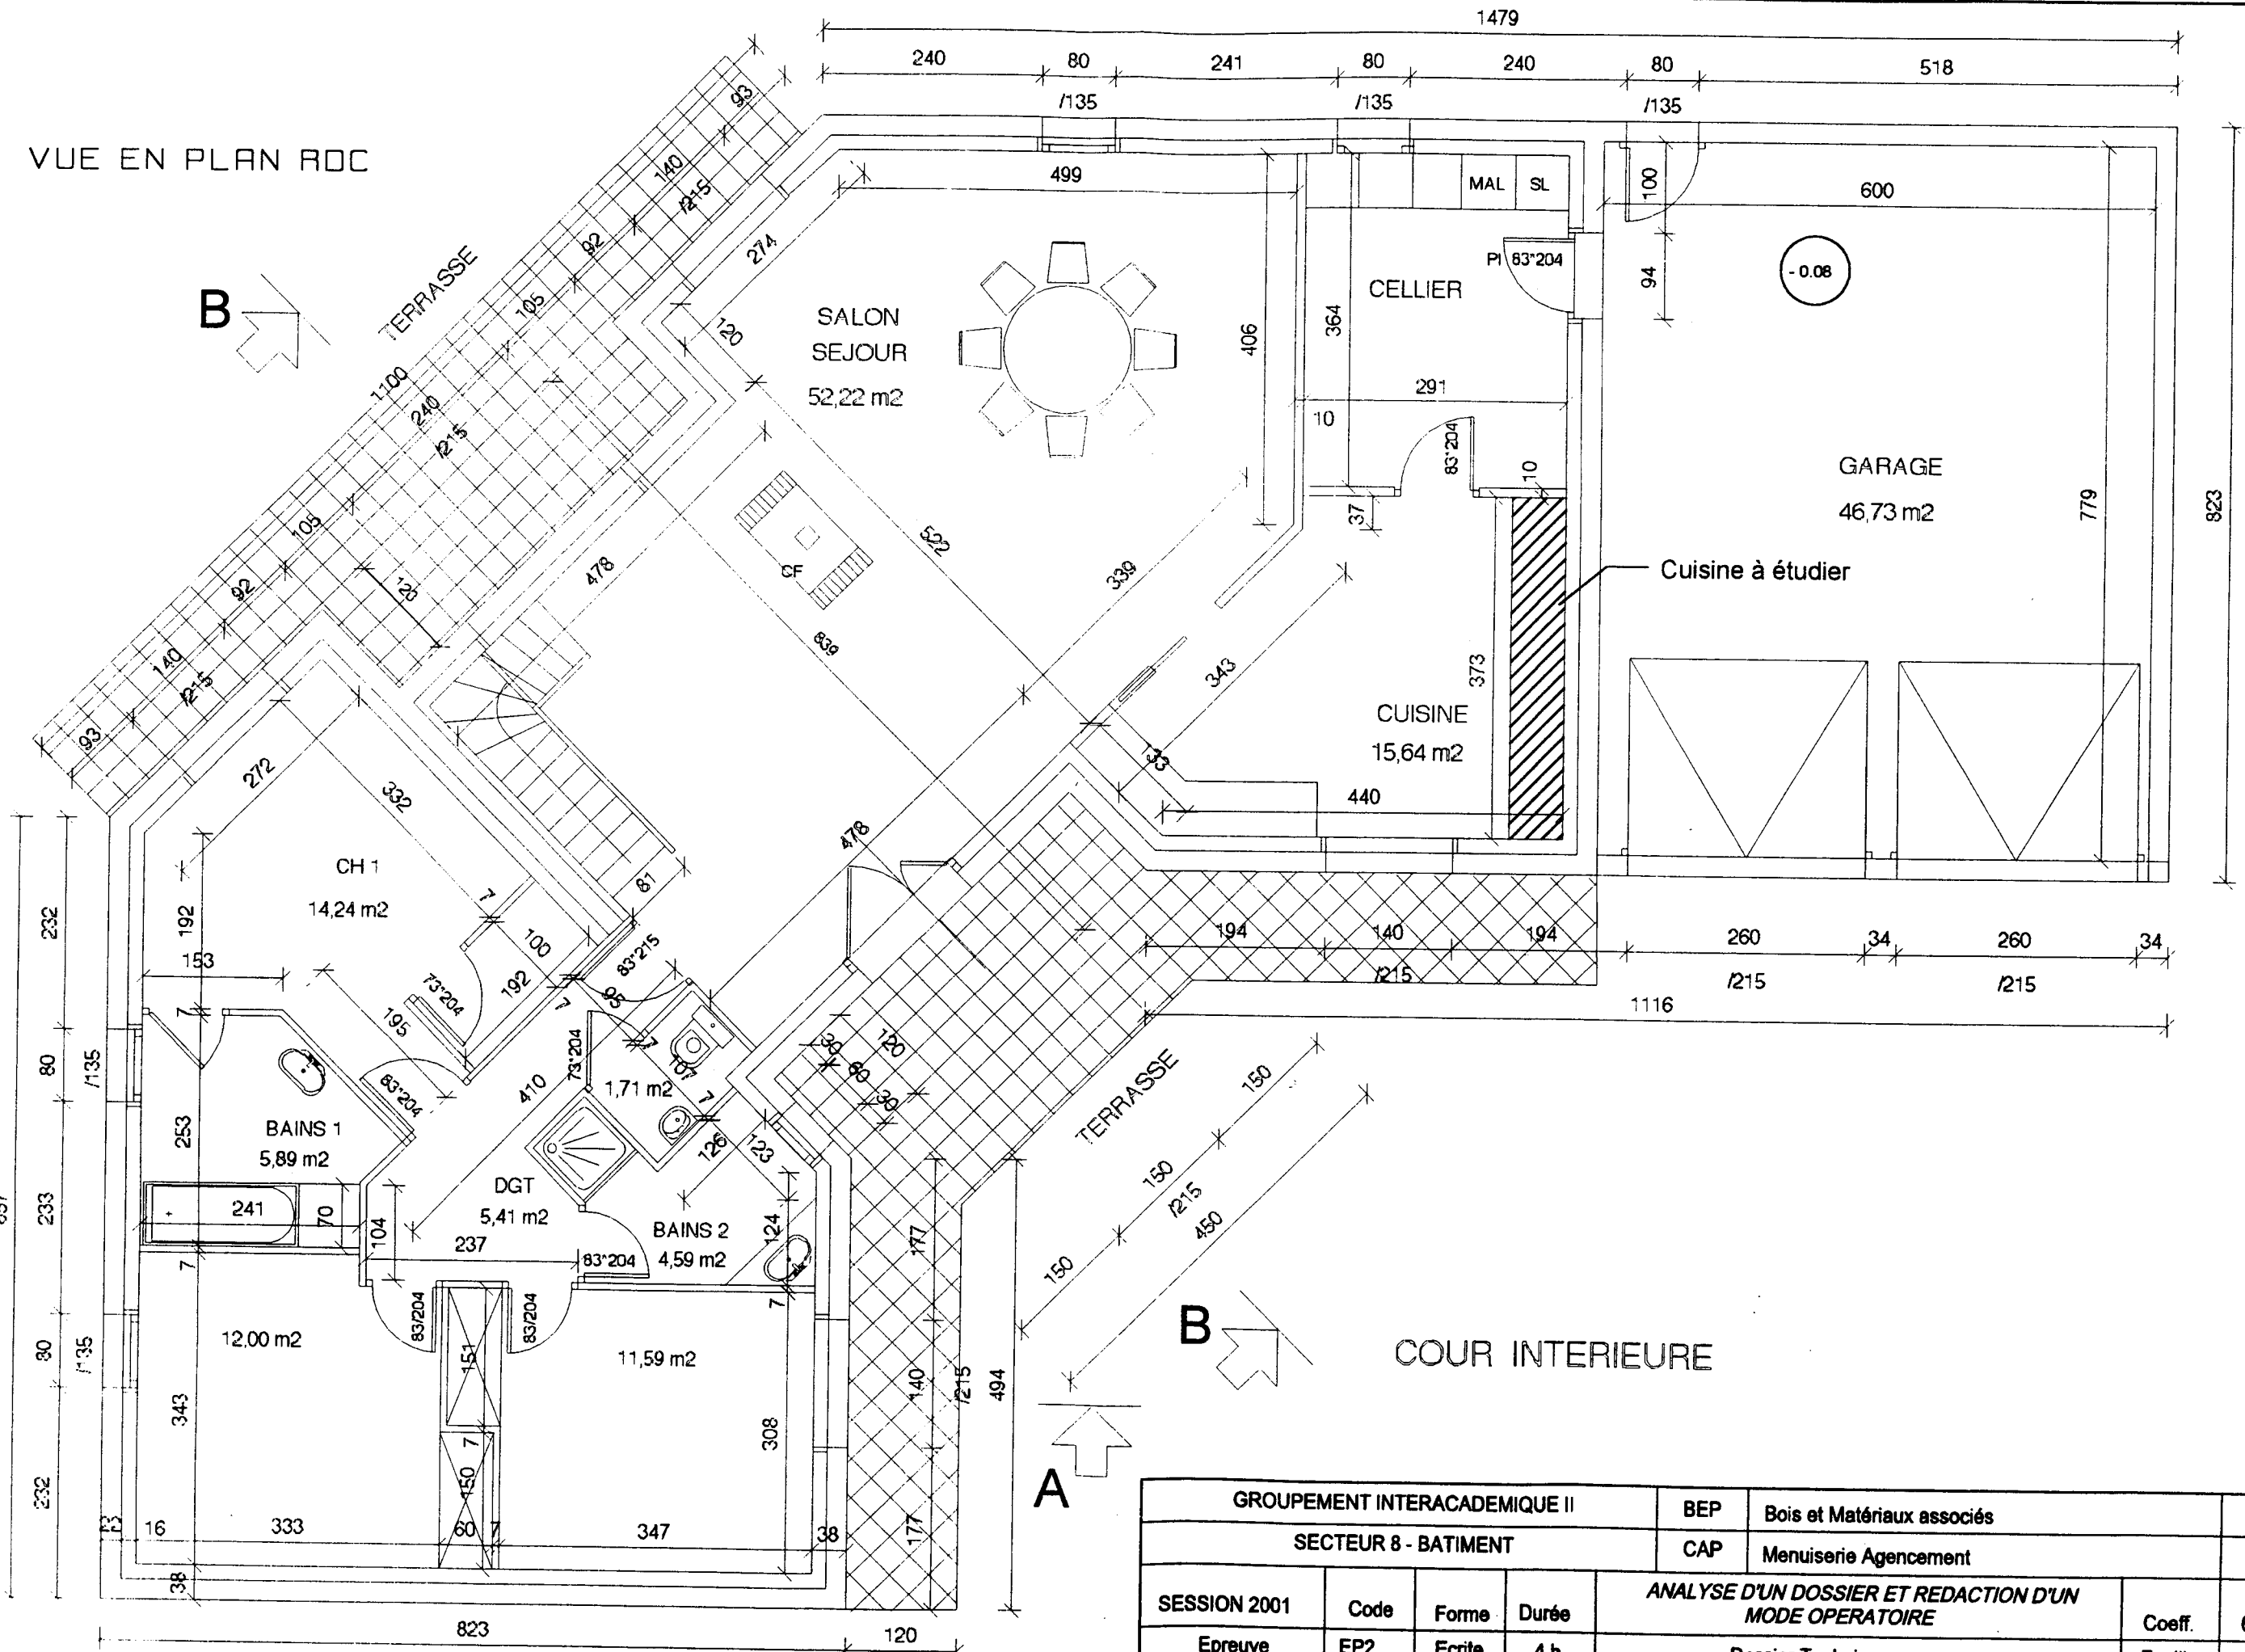 1479
240 80 241 80 240 80 518
/135 /135 /135
VUE EN PLAN RDC
93
140
/215
92
105
1100
240
/215
105
92
140
/215
93
120
TERRASSE
B
499
274
120
SALON
SEJOUR
52,22 m2
406
MAL SL
PI 83*204
CELLIER
364
291
10
83*204
10
37
100
94
600
- 0.08
GARAGE
46,73 m2
779
823
Cuisine à étudier
478
CF
522
839
339
343
373
CUISINE
15,64 m2
153
440
478
272
332
CH 1
14,24 m2
192
153
7
81
100
192
7
95
83*215
73*204
195
83*204
73*204
7
107
1,71 m2
7
410
126
123
30
60
30
120
TERRASSE
194 140 194
/215
260 34 260 34
/215 /215
1116
150
150
/215
450
150
232
80
/135
233
80
/135
232
7
BAINS 1
5,89 m2
253
241
70
104
7
DGT
5,41 m2
237
BAINS 2
4,59 m2
83*204
124
7
177
140
/215
494
177
12,00 m2
83/204
83/204
151
7
150
11,59 m2
343
308
16 333 60 7 347 38
38
823 120
B
COUR INTERIEURE
A
GROUPEMENT INTERACADEMIQUE II BEP Bois et Matériaux associés
SECTEUR 8 - BATIMENT CAP Menuiserie Agencement
SESSION 2001 Code Forme Durée ANALYSE D'UN DOSSIER ET REDACTION D'UN
MODE OPERATOIRE Coeff.
Epreuve EP2 Ecrite 4 h